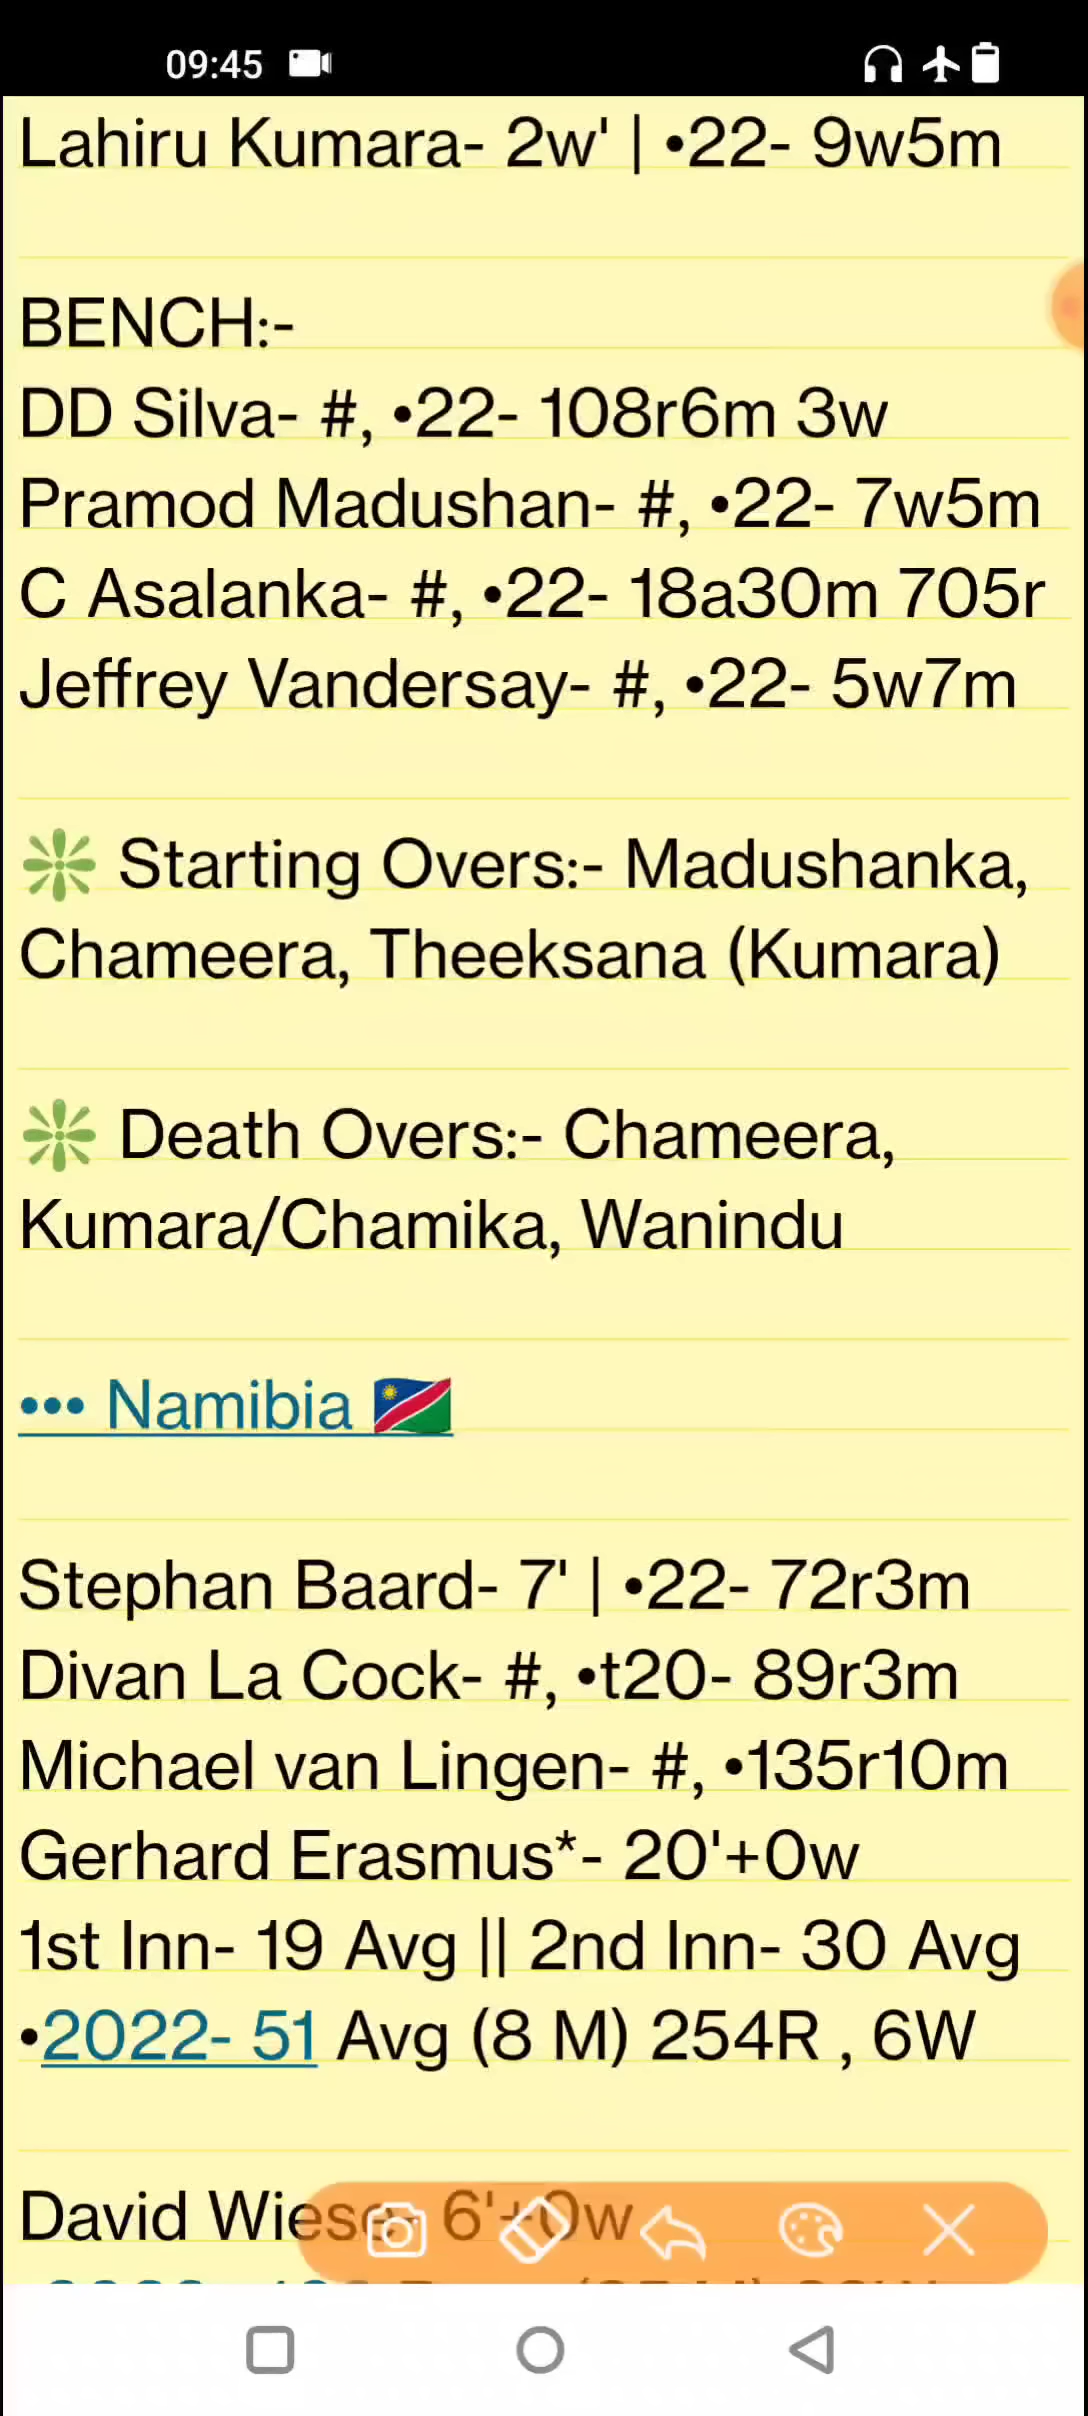 09:45
Lahiru Kumara- 2w' | •22- 9w5m
BENCH:-
DD Silva- #, •22- 108r6m 3w
Pramod Madushan- #, •22- 7w5m
C Asalanka- #, •22- 18a30m 705r
Jeffrey Vandersay- #, •22- 5w7m
Starting Overs:- Madushanka,
Chameera, Theeksana (Kumara)
Death Overs:- Chameera,
Kumara/Chamika, Wanindu
••• Namibia 🇳🇦
Stephan Baard- 7' | •22- 72r3m
Divan La Cock- #, •t20- 89r3m
Michael van Lingen- #, •135r10m
Gerhard Erasmus*- 20'+0w
1st Inn- 19 Avg || 2nd Inn- 30 Avg
•2022- 51 Avg (8 M) 254R , 6W
David Wiese- 6'+0w